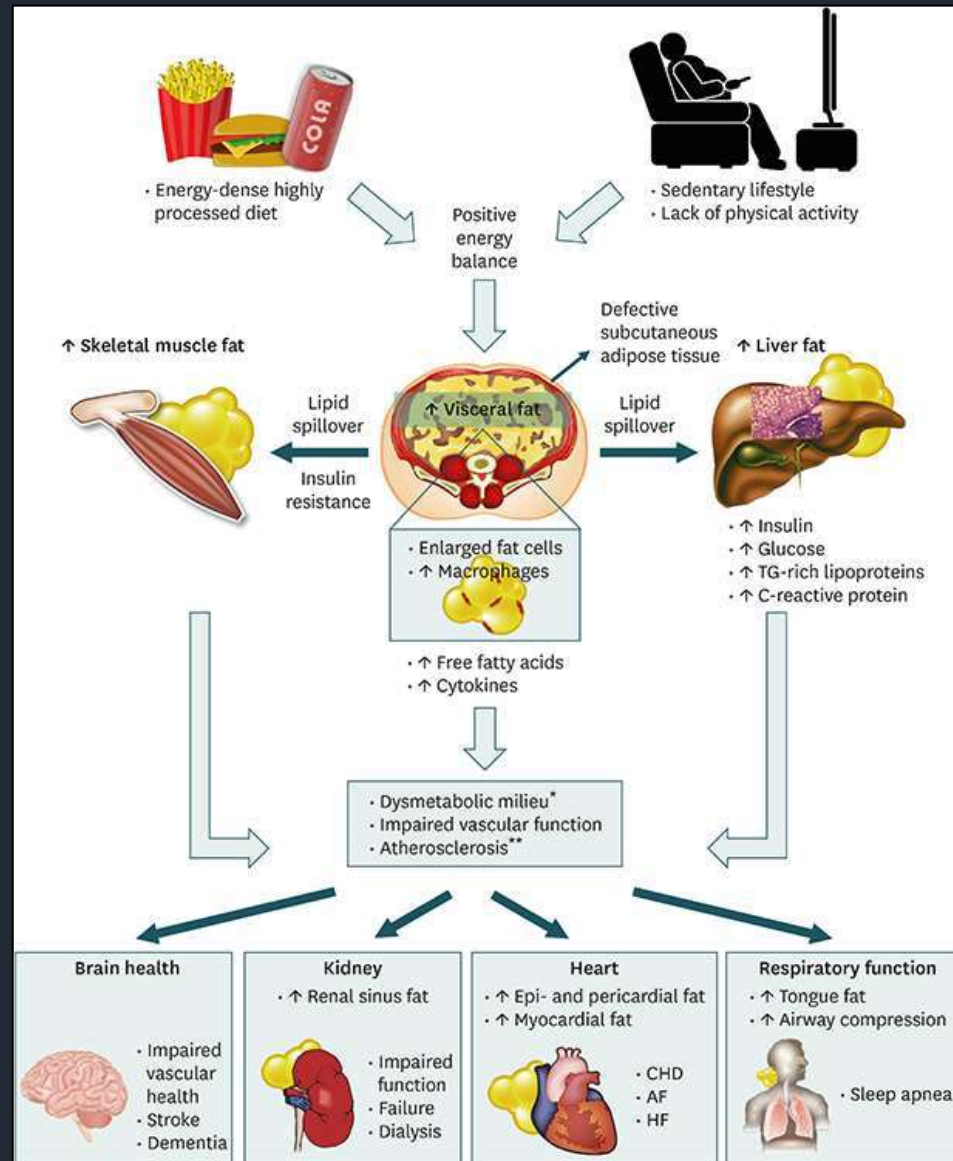 COLA
· Energy-dense highly
processed diet
· Sedentary lifestyle
· Lack of physical activity
Positive
energy
balance
Defective
subcutaneous
adipose tissue
↑ Skeletal muscle fat
↑ Liver fat
Lipid
spillover
Insulin
resistance
↑ Visceral fat
Lipid
spillover
· Enlarged fat cells
· ↑ Macrophages
· ↑ Insulin
· ↑ Glucose
· ↑ TG-rich lipoproteins
· ↑ C-reactive protein
· ↑ Free fatty acids
· ↑ Cytokines
· Dysmetabolic milieu*
· Impaired vascular function
· Atherosclerosis**
Brain health
· Impaired
vascular
health
· Stroke
· Dementia
Kidney
· ↑ Renal sinus fat
· Impaired
function
· Failure
· Dialysis
Heart
· ↑ Epi- and pericardial fat
· ↑ Myocardial fat
· CHD
· AF
· HF
Respiratory function
· ↑ Tongue fat
· ↑ Airway compression
· Sleep apnea